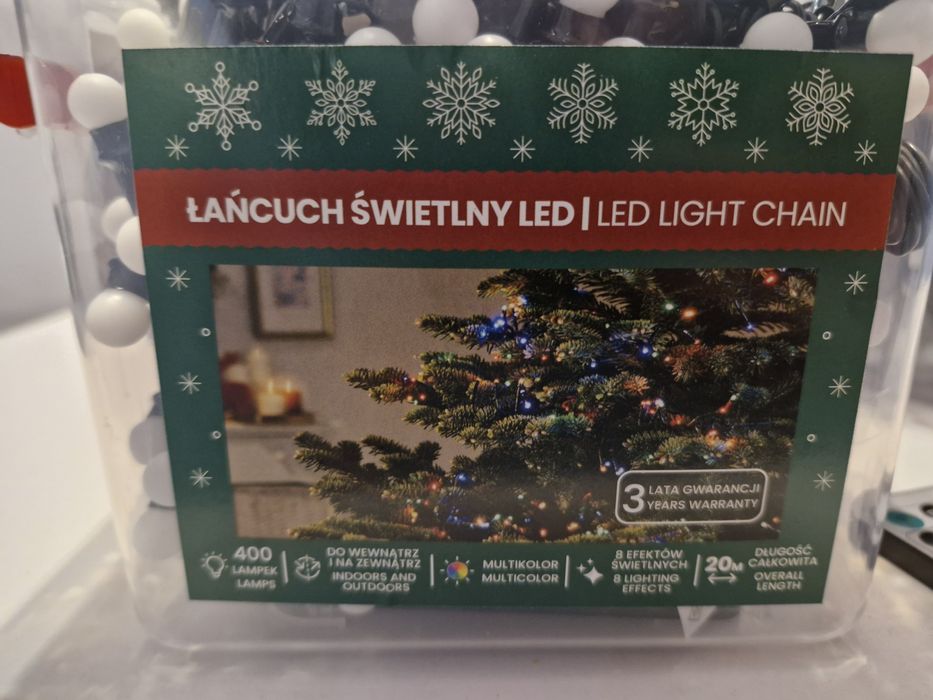 ŁAŃCUCH ŚWIETLNY LED | LED LIGHT CHAIN
3 LATA GWARANCJI
YEARS WARRANTY
400
LAMPEK
LAMPS
DO WEWNĄTRZ
I NA ZEWNĄTRZ
INDOORS AND
OUTDOORS
MULTIKOLOR
MULTICOLOR
8 EFEKTÓW
ŚWIETLNYCH
8 LIGHTING
EFFECTS
20M
DŁUGOŚĆ
CAŁKOWITA
OVERALL
LENGTH